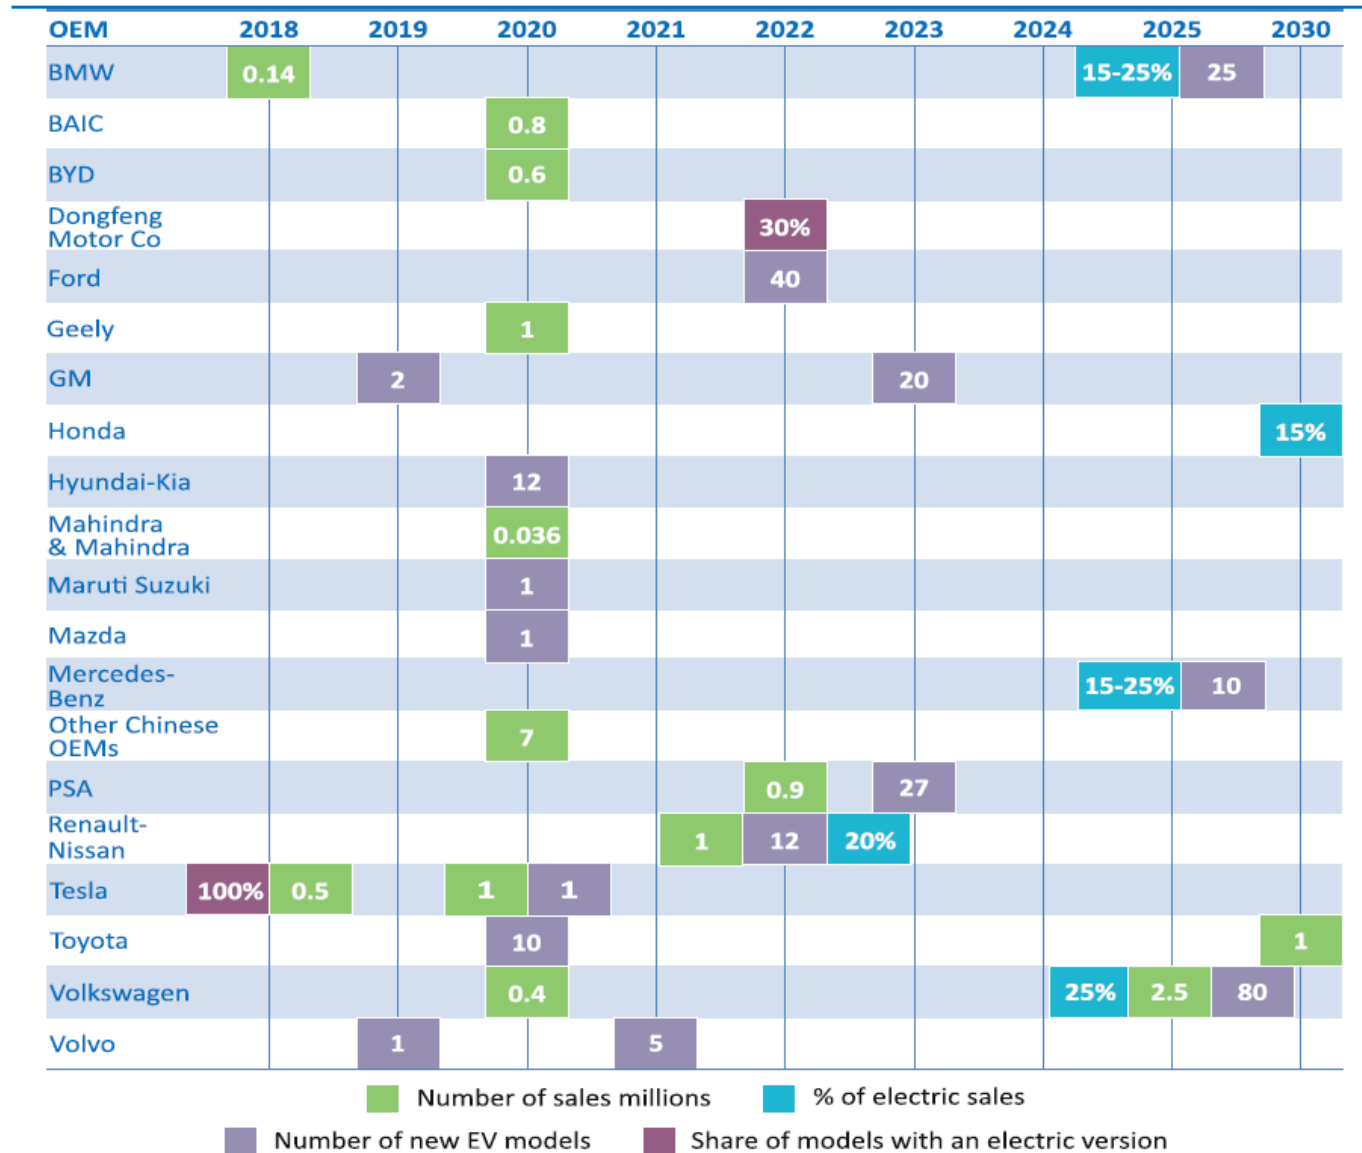 OEM 2018 2019 2020 2021 2022 2023 2024 2025 2030
BMW 0.14 15-25% 25
BAIC 0.8
BYD 0.6
Dongfeng
Motor Co 30%
Ford 40
Geely 1
GM 2 20
Honda 15%
Hyundai-Kia 12
Mahindra
& Mahindra 0.036
Maruti Suzuki 1
Mazda 1
Mercedes-
Benz 15-25% 10
Other Chinese
OEMs 7
PSA 0.9 27
Renault-
Nissan 1 12 20%
Tesla 100% 0.5 1 1
Toyota 10 1
Volkswagen 0.4 25% 2.5 80
Volvo 1 5
Number of sales millions % of electric sales
Number of new EV models Share of models with an electric version